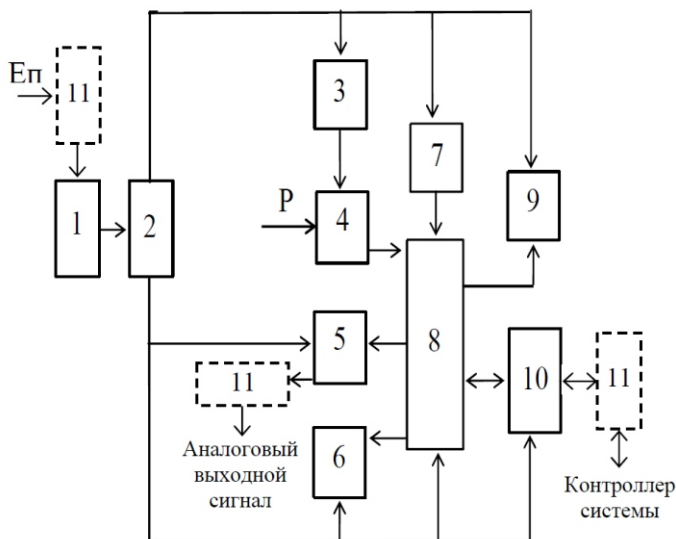 Еп
11
3
7
1
2
Р
4
9
5
8
11
10
11
6
Аналоговый
выходной
сигнал
Контроллер
системы